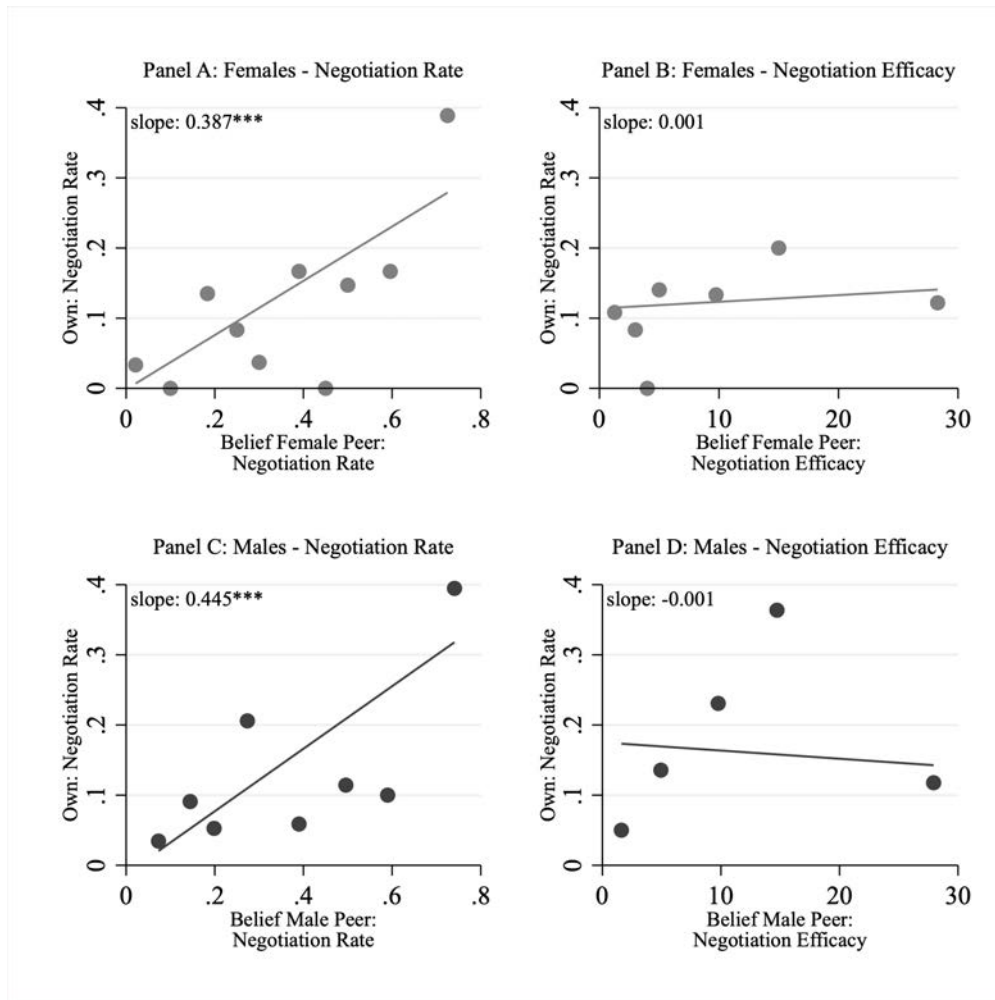 Panel A: Females - Negotiation Rate
slope: 0.387***
Own: Negotiation Rate
.4
.3
.2
.1
0
0 .2 .4 .6 .8
Belief Female Peer:
Negotiation Rate
Panel B: Females - Negotiation Efficacy
slope: 0.001
Own: Negotiation Rate
.4
.3
.2
.1
0
0 10 20 30
Belief Female Peer:
Negotiation Efficacy
Panel C: Males - Negotiation Rate
slope: 0.445***
Own: Negotiation Rate
.4
.3
.2
.1
0
0 .2 .4 .6 .8
Belief Male Peer:
Negotiation Rate
Panel D: Males - Negotiation Efficacy
slope: -0.001
Own: Negotiation Rate
.4
.3
.2
.1
0
0 10 20 30
Belief Male Peer:
Negotiation Efficacy